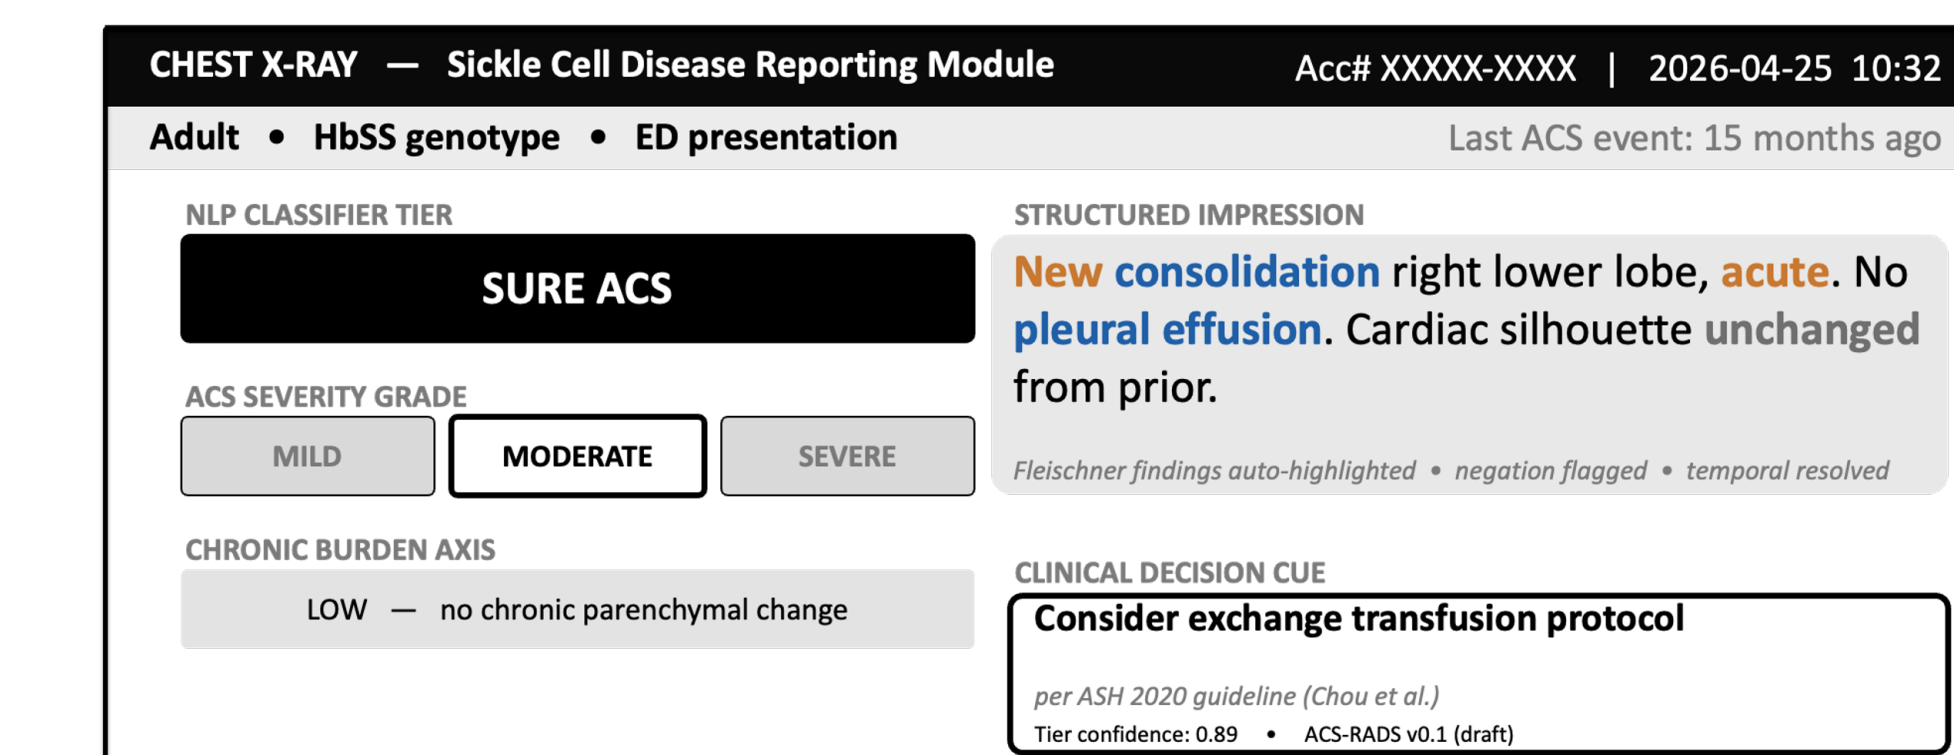 CHEST X-RAY — Sickle Cell Disease Reporting Module
Acc# XXXXX-XXXX | 2026-04-25 10:32
Adult • HbSS genotype • ED presentation
Last ACS event: 15 months ago
NLP CLASSIFIER TIER
SURE ACS
ACS SEVERITY GRADE
MILD
MODERATE
SEVERE
CHRONIC BURDEN AXIS
LOW — no chronic parenchymal change
STRUCTURED IMPRESSION
New consolidation right lower lobe, acute. No
pleural effusion. Cardiac silhouette unchanged
from prior.
Fleischner findings auto-highlighted • negation flagged • temporal resolved
CLINICAL DECISION CUE
Consider exchange transfusion protocol
per ASH 2020 guideline (Chou et al.)
Tier confidence: 0.89 • ACS-RADS v0.1 (draft)